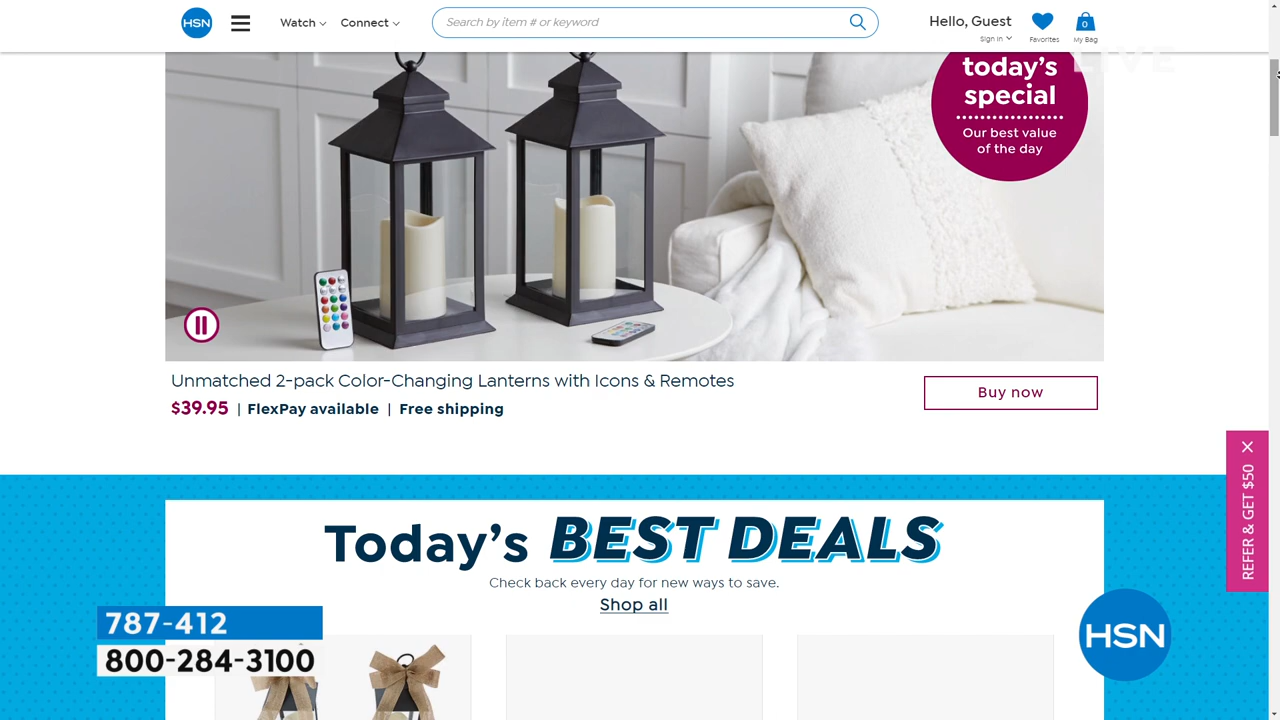 HSN
Watch
Connect
Search by item # or keyword
Hello, Guest
Sign In
Favorites
0
My Bag
LIVE
today's
special
Our best value
of the day
Unmatched 2-pack Color-Changing Lanterns with Icons & Remotes
$39.95 | FlexPay available | Free shipping
Buy now
REFER & GET $50
Today's BEST DEALS
Check back every day for new ways to save.
Shop all
787-412
800-284-3100
HSN